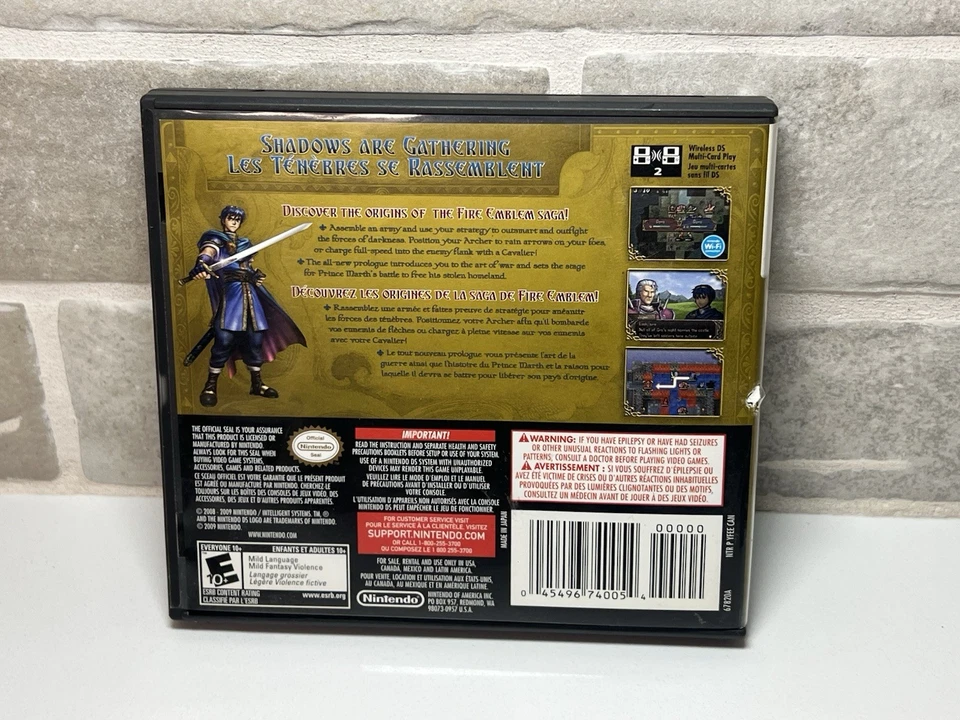 Shadows are Gathering
Les Ténèbres se Rassemblent
Wireless DS
Multi-Card Play
Jeu multi-cartes
sans fil DS
2
Discover the origins of the Fire Emblem saga!
Assemble an army and use your strategy to outsmart and outfight
the forces of darkness. Position your Archer to rain arrows on your foes,
or charge full-speed into the enemy flank with a Cavalier!
The all-new prologue introduces you to the art of war and sets the stage
for Prince Marth's battle to free his stolen homeland.
Découvrez les origines de la saga de Fire Emblem!
Rassemblez une armée et faites preuve de stratégie pour anéantir
les forces des ténèbres. Positionnez votre Archer afin qu'il bombarde
vos ennemis de flèches ou chargez à pleine vitesse sur vos ennemis
avec votre Cavalier!
Le tout nouveau prologue vous présente l'art de la
guerre ainsi que l'histoire du Prince Marth et la raison pour
laquelle il devra se battre pour libérer son pays d'origine.
Wi-Fi
THE OFFICIAL SEAL IS YOUR ASSURANCE
THAT THIS PRODUCT IS LICENSED OR
MANUFACTURED BY NINTENDO.
ALWAYS LOOK FOR THIS SEAL WHEN
BUYING VIDEO GAME SYSTEMS,
ACCESSORIES, GAMES AND RELATED PRODUCTS.
CE SCEAU OFFICIEL EST VOTRE GARANTIE QUE LE PRÉSENT
PRODUIT EST AGRÉÉ OU MANUFACTURÉ PAR NINTENDO. CHERCHEZ-LE
TOUJOURS SUR LES BOÎTES DE CONSOLES DE JEUX VIDÉO, DES
ACCESSOIRES, DES JEUX ET D'AUTRES PRODUITS APPARENTÉS.
© 2008 - 2009 NINTENDO / INTELLIGENT SYSTEMS. TM, ®
AND THE NINTENDO DS LOGO ARE TRADEMARKS OF NINTENDO.
© 2009 NINTENDO.
WWW.NINTENDO.COM
Official
Nintendo
Seal
EVERYONE 10+
ENFANTS ET ADULTES 10+
E
10+
Mild Language
Mild Fantasy Violence
Langage grossier
Légère Violence fictive
ESRB CONTENT RATING
CLASSIFIÉ PAR L'ESRB
www.esrb.org
IMPORTANT!
READ THE INSTRUCTION AND SEPARATE HEALTH AND SAFETY
PRECAUTIONS BOOKLETS BEFORE SETUP OR USE OF YOUR SYSTEM.
USE OF A NINTENDO DS SYSTEM WITH UNAUTHORIZED
DEVICES MAY RENDER THIS GAME UNPLAYABLE.
VEUILLEZ LIRE LE MODE D'EMPLOI ET LE MANUEL
DE PRÉCAUTIONS AVANT D'INSTALLER OU D'UTILISER
VOTRE CONSOLE.
L'UTILISATION D'APPAREILS NON AUTORISÉS AVEC LA CONSOLE
NINTENDO DS PEUT EMPÊCHER LE JEU DE FONCTIONNER.
FOR CUSTOMER SERVICE VISIT
POUR LE SERVICE À LA CLIENTÈLE, VISITEZ
SUPPORT.NINTENDO.COM
OR CALL 1-800-255-3700
OU COMPOSEZ LE 1 800 255-3700
FOR SALE, RENTAL AND USE ONLY IN USA,
CANADA, MEXICO AND LATIN AMERICA.
POUR VENTE, LOCATION ET UTILISATION AUX ÉTATS-UNIS,
AU CANADA, AU MEXIQUE ET EN AMÉRIQUE LATINE.
Nintendo
NINTENDO OF AMERICA INC.
PO BOX 957, REDMOND, WA
98073-0957 U.S.A.
MADE IN JAPAN
WARNING: IF YOU HAVE EPILEPSY OR HAVE HAD SEIZURES
OR OTHER UNUSUAL REACTIONS TO FLASHING LIGHTS OR
PATTERNS, CONSULT A DOCTOR BEFORE PLAYING VIDEO GAMES.
AVERTISSEMENT : SI VOUS SOUFFREZ D'ÉPILEPSIE OU
AVEZ ÉTÉ VICTIME DE CRISES OU D'AUTRES RÉACTIONS INHABITUELLES
PROVOQUÉES PAR DES LUMIÈRES CLIGNOTANTES OU DES MOTIFS,
CONSULTEZ UN MÉDECIN AVANT DE JOUER À DES JEUX VIDÉO.
00000
0 45496 74005 4
NTR P YFEE CAN
67820A